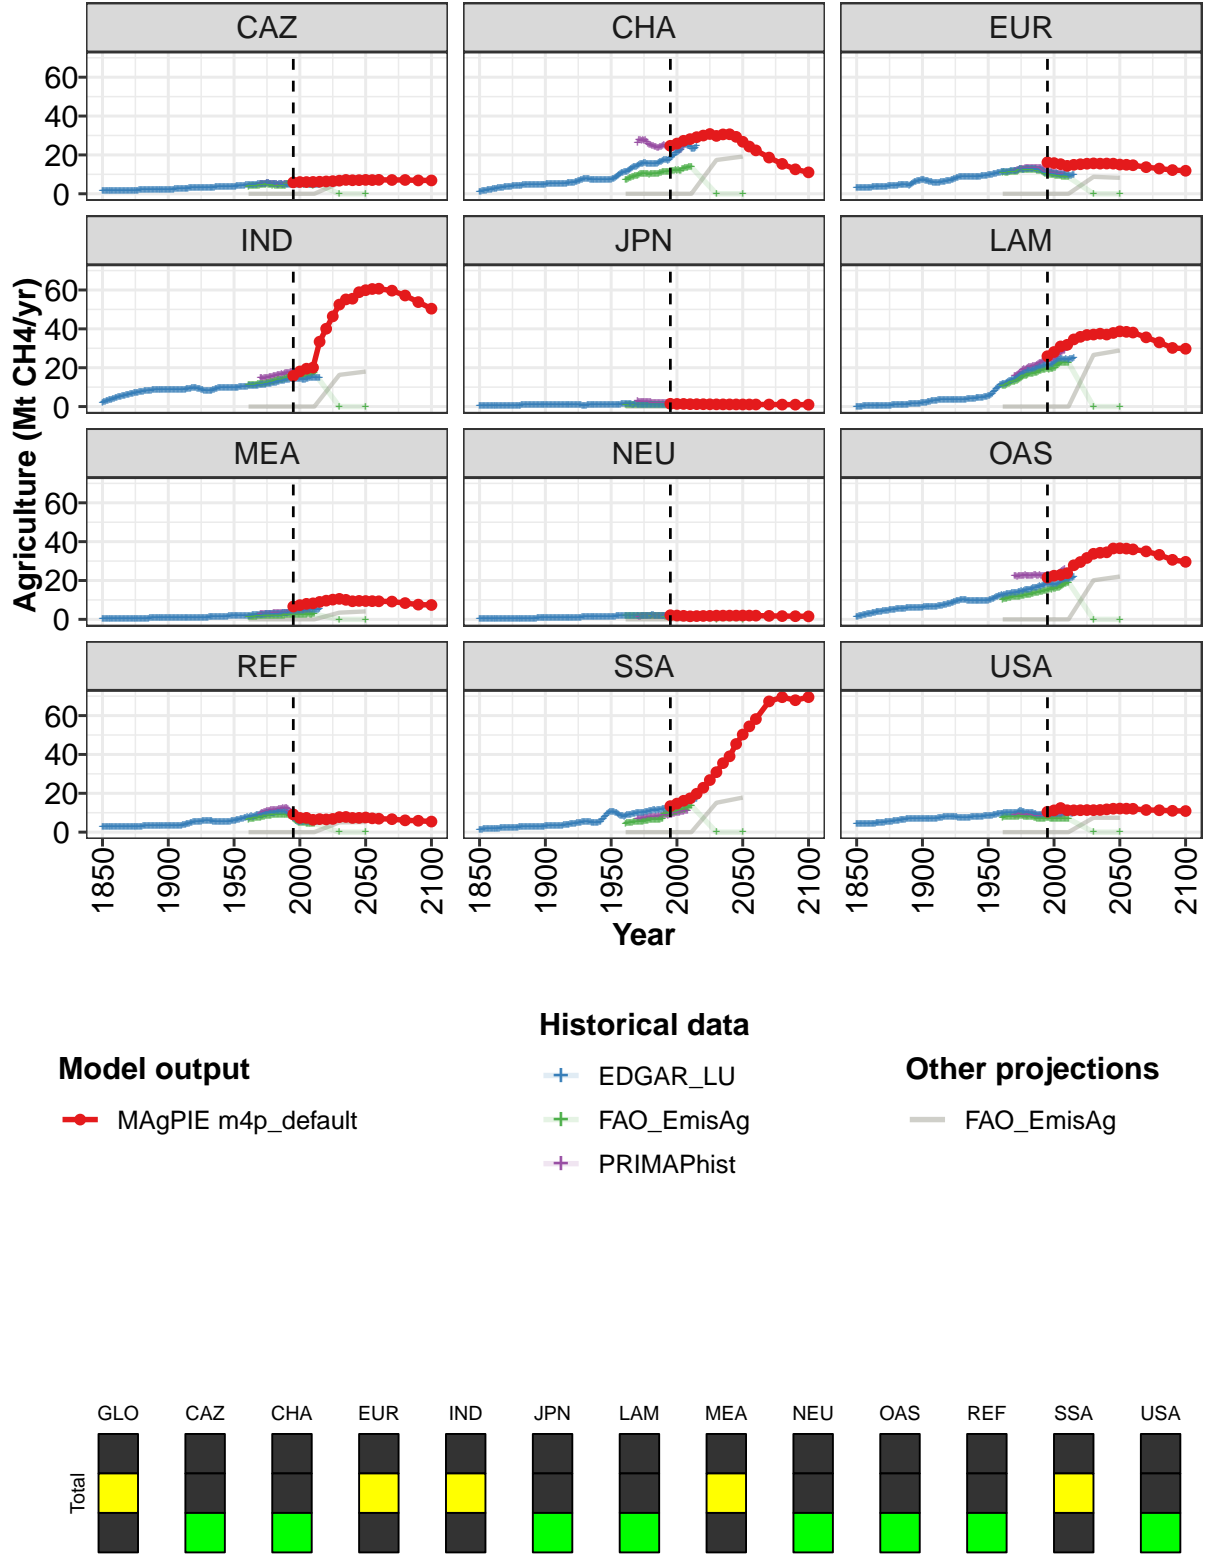 CAZ CHA EUR
60
40
20
0
IND JPN LAM
60
40
20
0
MEA NEU OAS
60
40
20
0
REF SSA USA
60
40
20
0
Agriculture (Mt CH4/yr)
1850 1900 1950 2000 2050 2100 1850 1900 1950 2000 2050 2100 1850 1900 1950 2000 2050 2100
Year
Historical data
Model output
Other projections
EDGAR_LU
MAgPIE m4p_default
FAO_EmisAg
FAO_EmisAg
PRIMAPhist
GLO CAZ CHA EUR IND JPN LAM MEA NEU OAS REF SSA USA
Total